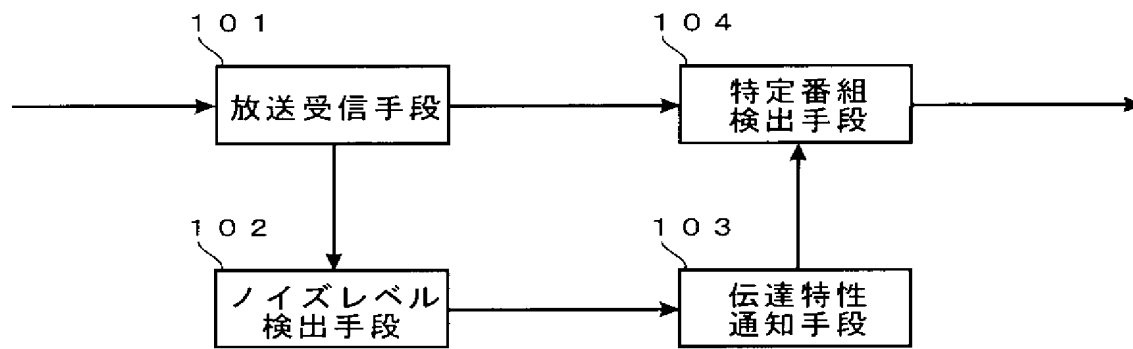 １０１
放送受信手段
１０４
特定番組
検出手段
１０２
ノイズレベル
検出手段
１０３
伝達特性
通知手段